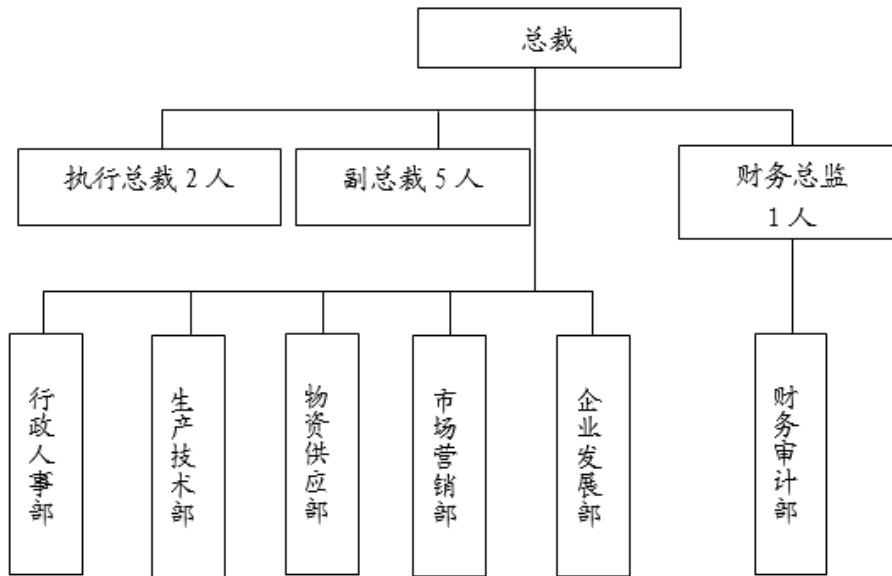 总裁
执行总裁 2 人
副总裁 5 人
财务总监
1 人
行政人事部
生产技术部
物资供应部
市场营销部
企业发展部
财务审计部